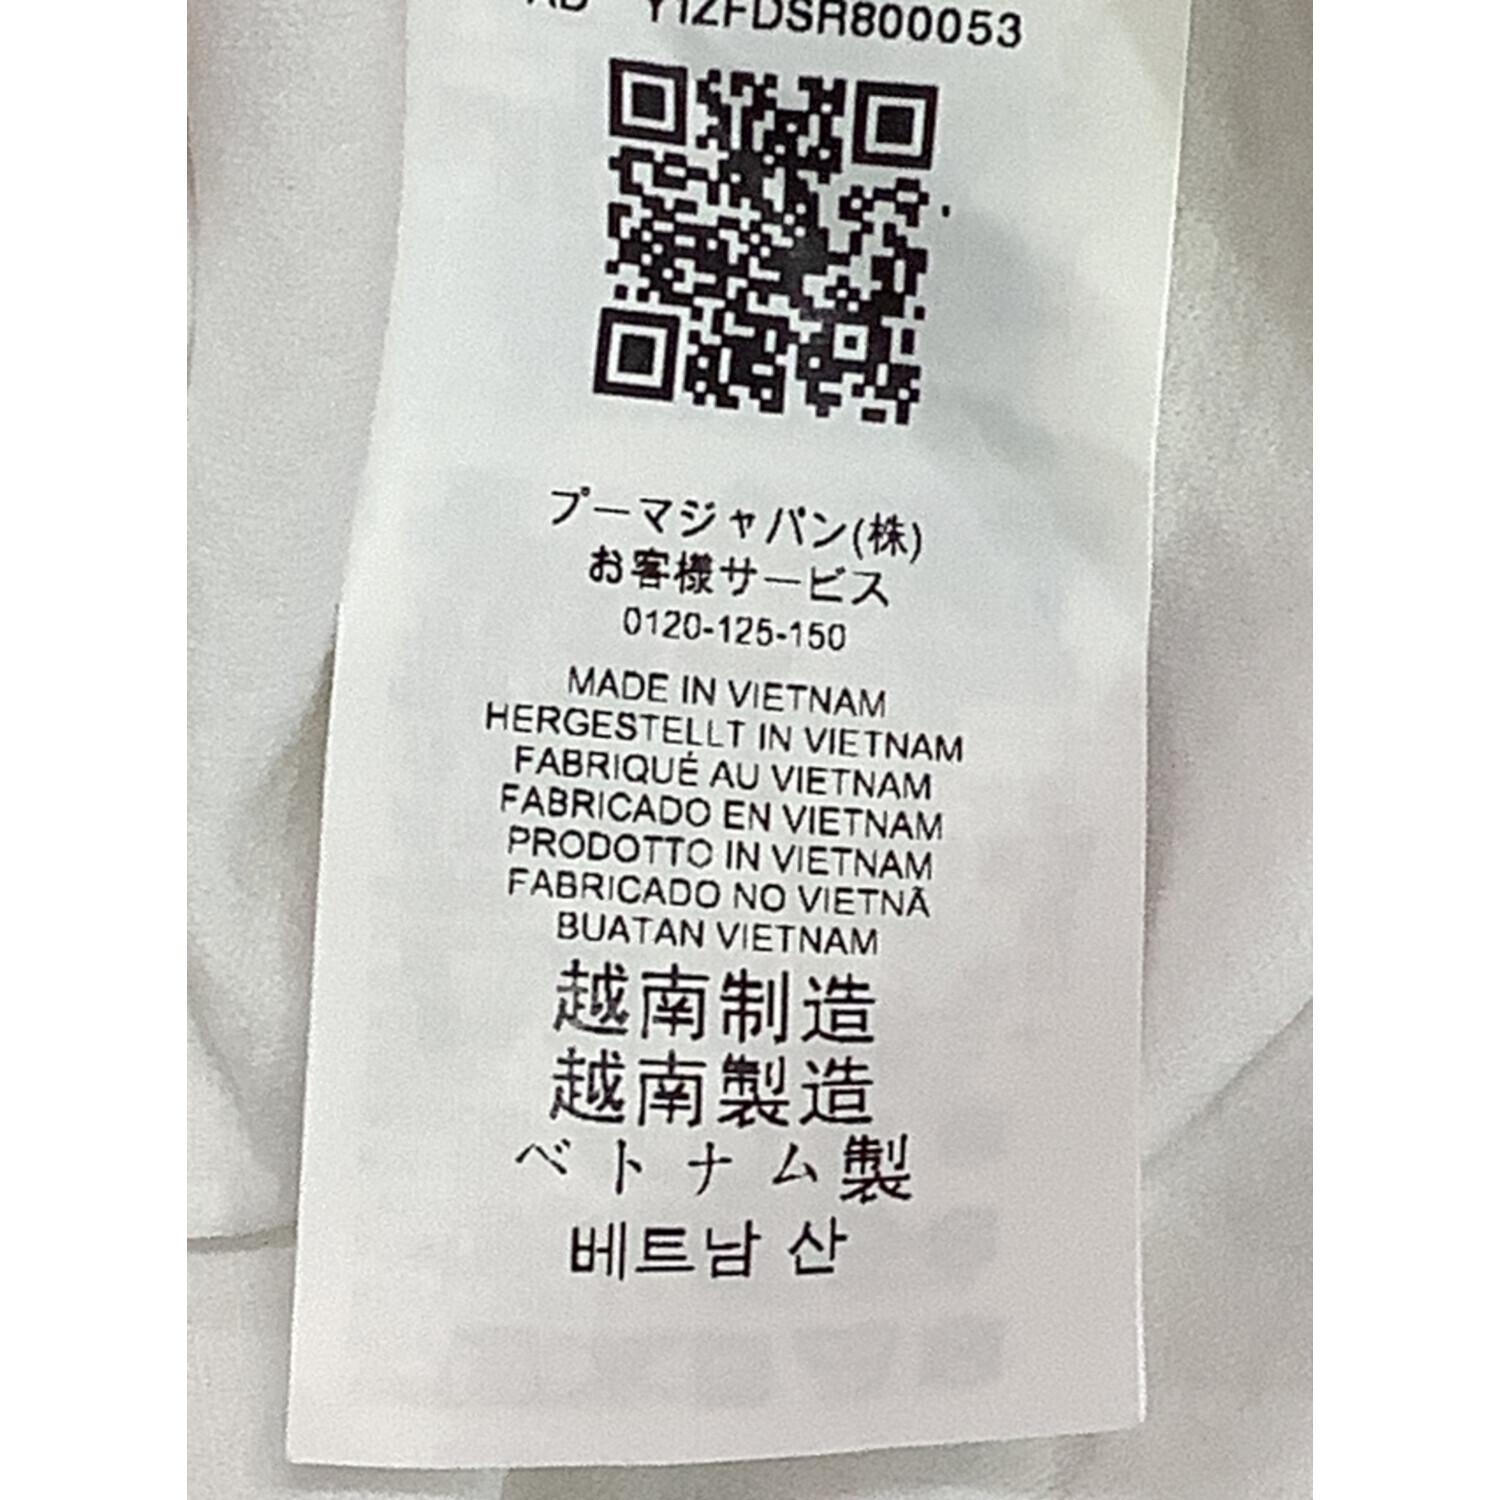 Y1ZFDSR800053
プーマジャパン(株)
お客様サービス
0120-125-150
MADE IN VIETNAM
HERGESTELLT IN VIETNAM
FABRIQUÉ AU VIETNAM
FABRICADO EN VIETNAM
PRODOTTO IN VIETNAM
FABRICADO NO VIETNÃ
BUATAN VIETNAM
越南制造
越南製造
ベトナム製
베트남 산